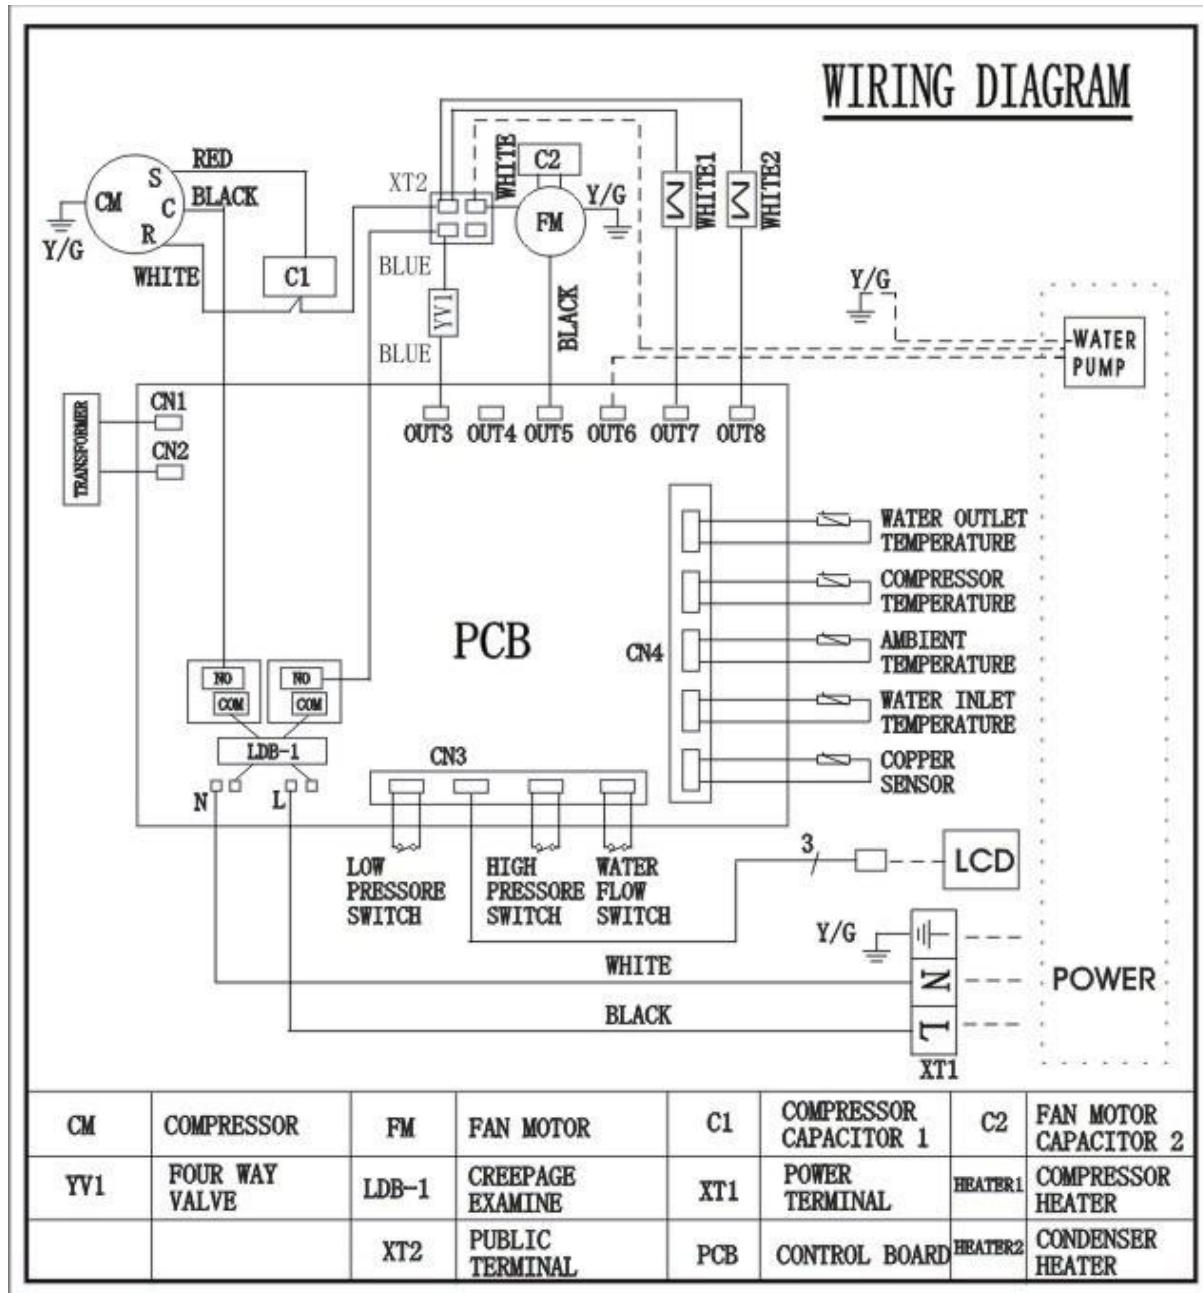 WIRING DIAGRAM
RED
S
CM
C
BLACK
R
Y/G
WHITE
C1
XT2
WHITE
C2
FM
Y/G
WHITE1
WHITE2
BLUE
YV1
BLUE
BLACK
Y/G
WATER
PUMP
TRANSFORMER
CN1
CN2
OUT3
OUT4
OUT5
OUT6
OUT7
OUT8
WATER OUTLET
TEMPERATURE
COMPRESSOR
TEMPERATURE
PCB
CN4
AMBIENT
TEMPERATURE
WATER INLET
TEMPERATURE
COPPER
SENSOR
NO
COM
NO
COM
LDB-1
N
L
CN3
LOW
PRESSORE
SWITCH
HIGH
PRESSORE
SWITCH
WATER
FLOW
SWITCH
3
LCD
Y/G
WHITE
N
POWER
BLACK
L
XT1
CM
COMPRESSOR
FM
FAN MOTOR
C1
COMPRESSOR
CAPACITOR 1
C2
FAN MOTOR
CAPACITOR 2
YV1
FOUR WAY
VALVE
LDB-1
CREEPAGE
EXAMINE
XT1
POWER
TERMINAL
HEATER1
COMPRESSOR
HEATER
XT2
PUBLIC
TERMINAL
PCB
CONTROL BOARD
HEATER2
CONDENSER
HEATER